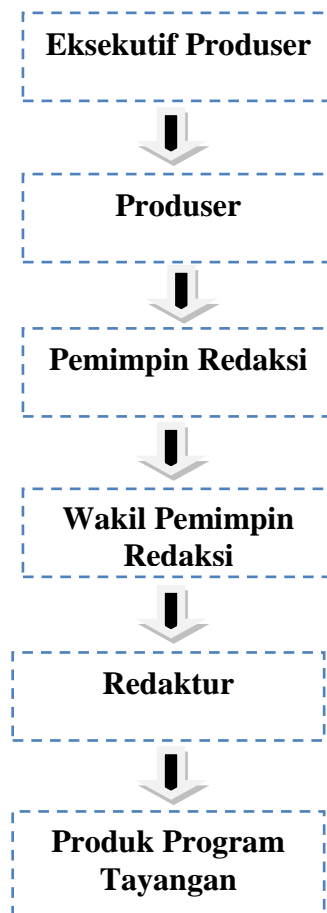 Eksekutif Produser
Produser
Pemimpin Redaksi
Wakil Pemimpin
Redaksi
Redaktur
Produk Program
Tayangan